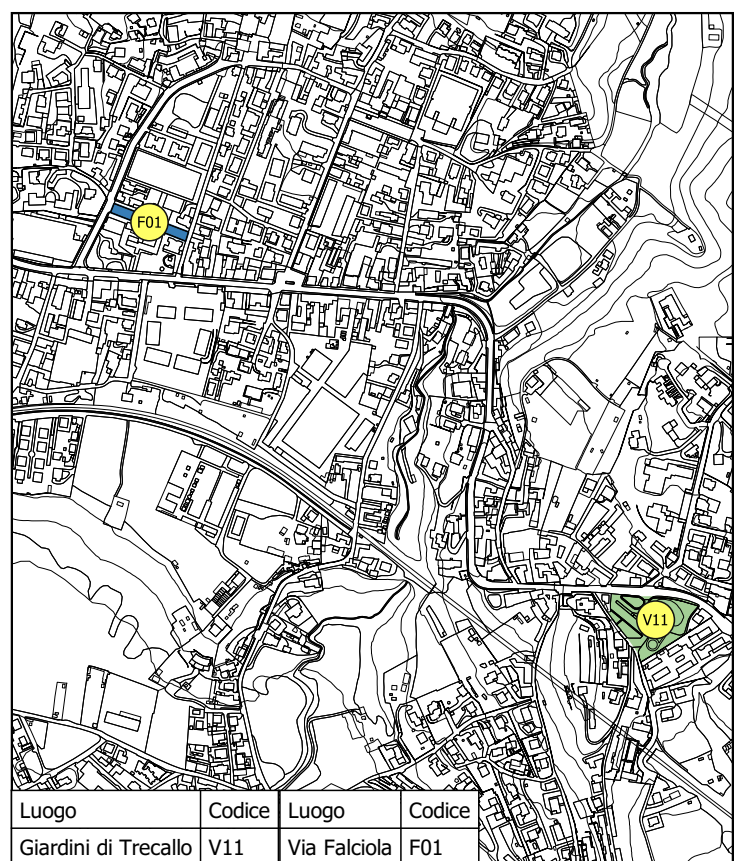 F01
V11
Luogo Codice Luogo Codice
Giardini di Trecallo V11 Via Falciola F01